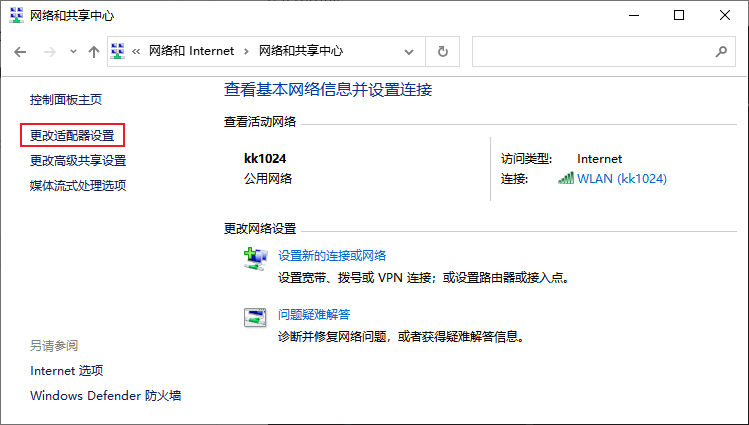 网络和共享中心
« 网络和 Internet › 网络和共享中心
控制面板主页
更改适配器设置
更改高级共享设置
媒体流式处理选项
查看基本网络信息并设置连接
查看活动网络
kk1024
公用网络
访问类型: Internet
连接: WLAN (kk1024)
更改网络设置
设置新的连接或网络
设置宽带、拨号或 VPN 连接；或设置路由器或接入点。
问题疑难解答
诊断并修复网络问题，或者获得疑难解答信息。
另请参阅
Internet 选项
Windows Defender 防火墙